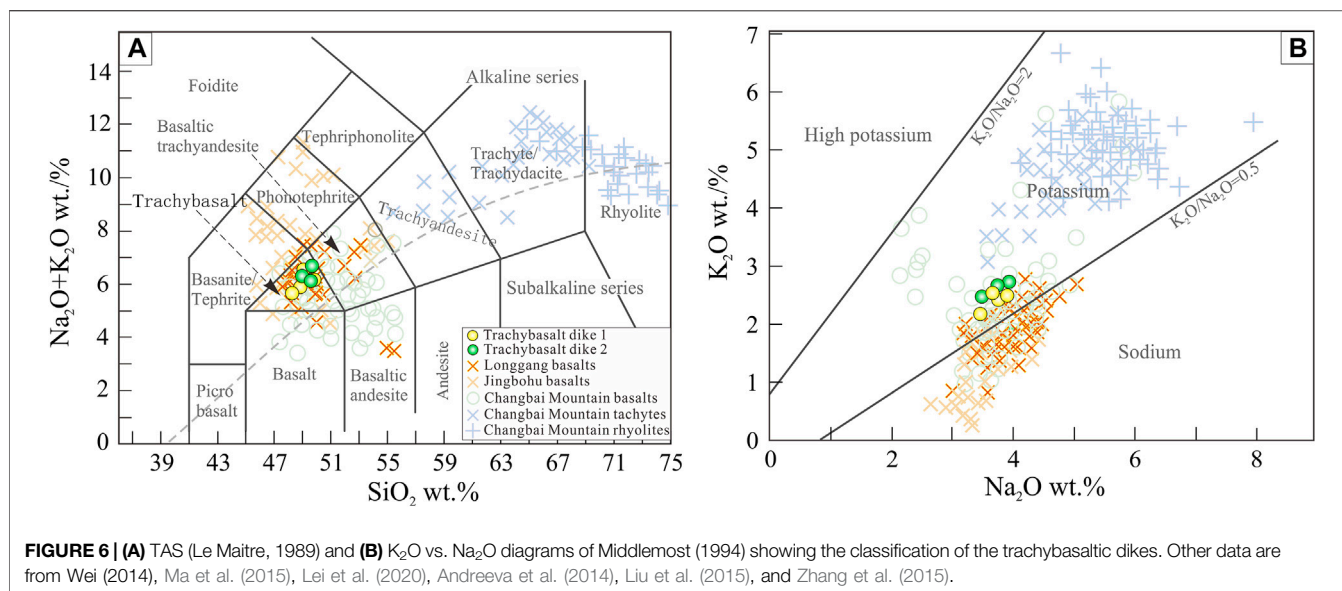 A
Na₂O+K₂O wt./%
14
12
10
8
6
4
2
0
39 43 47 51 55 59 63 67 71 75
SiO₂ wt.%
Foidite
Alkaline series
Basaltic
trachyandesite
Tephriphonolite
Trachyte/
Trachydacite
Trachybasalt
Phonotephrite
Trachyandesite
Rhyolite
Basanite/
Tephrite
Subalkaline series
Picro
basalt
Basalt
Basaltic
andesite
Andesite
Trachybasalt dike 1
Trachybasalt dike 2
Longgang basalts
Jingbohu basalts
Changbai Mountain basalts
Changbai Mountain tachytes
Changbai Mountain rhyolites
B
K₂O wt./%
7
6
5
4
3
2
1
0
0 2 4 6 8
Na₂O wt.%
High potassium
K₂O/Na₂O=2
Potassium
K₂O/Na₂O=0.5
Sodium
FIGURE 6 | (A) TAS (Le Maitre, 1989) and (B) K₂O vs. Na₂O diagrams of Middlemost (1994) showing the classification of the trachybasaltic dikes. Other data are
from Wei (2014), Ma et al. (2015), Lei et al. (2020), Andreeva et al. (2014), Liu et al. (2015), and Zhang et al. (2015).